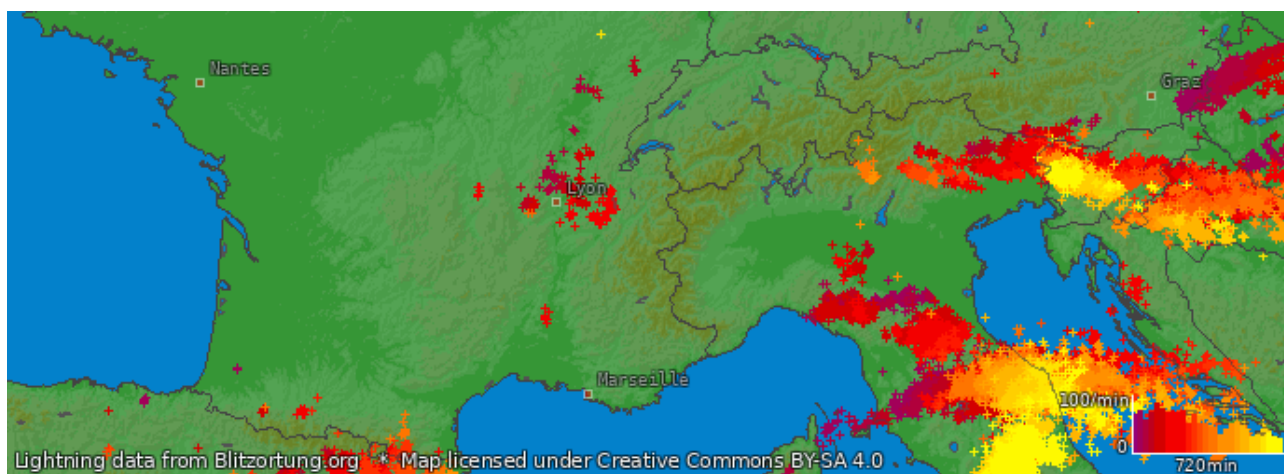 Nantes
Graz
Lyon
Marseille
100/min
0
Lightning data from Blitzortung.org * Map licensed under Creative Commons BY-SA 4.0
720min